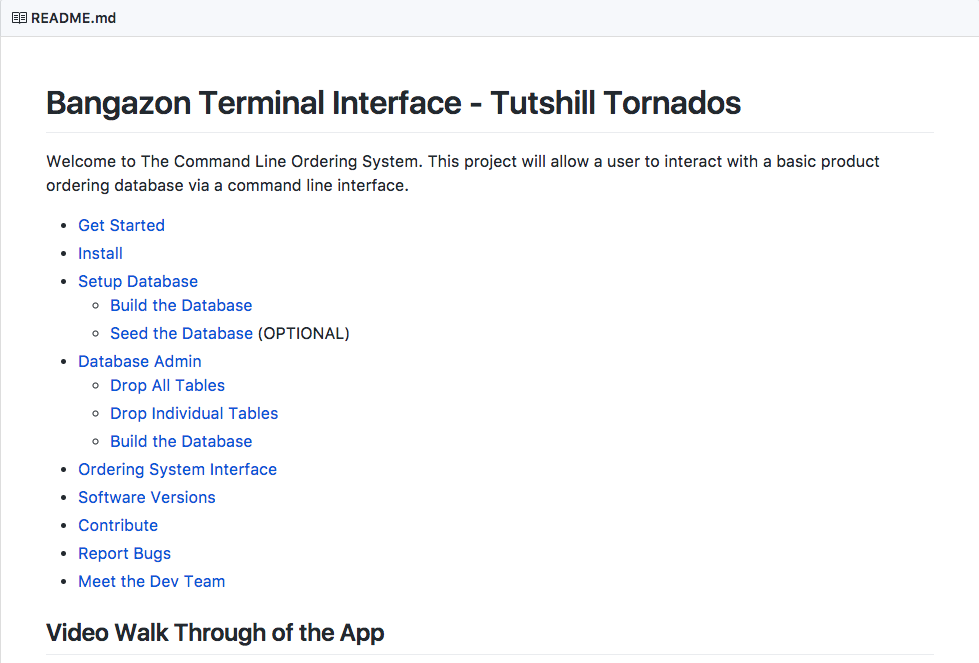 README.md
Bangazon Terminal Interface - Tutshill Tornados
Welcome to The Command Line Ordering System. This project will allow a user to interact with a basic product
ordering database via a command line interface.
Get Started
Install
Setup Database
Build the Database
Seed the Database (OPTIONAL)
Database Admin
Drop All Tables
Drop Individual Tables
Build the Database
Ordering System Interface
Software Versions
Contribute
Report Bugs
Meet the Dev Team
Video Walk Through of the App